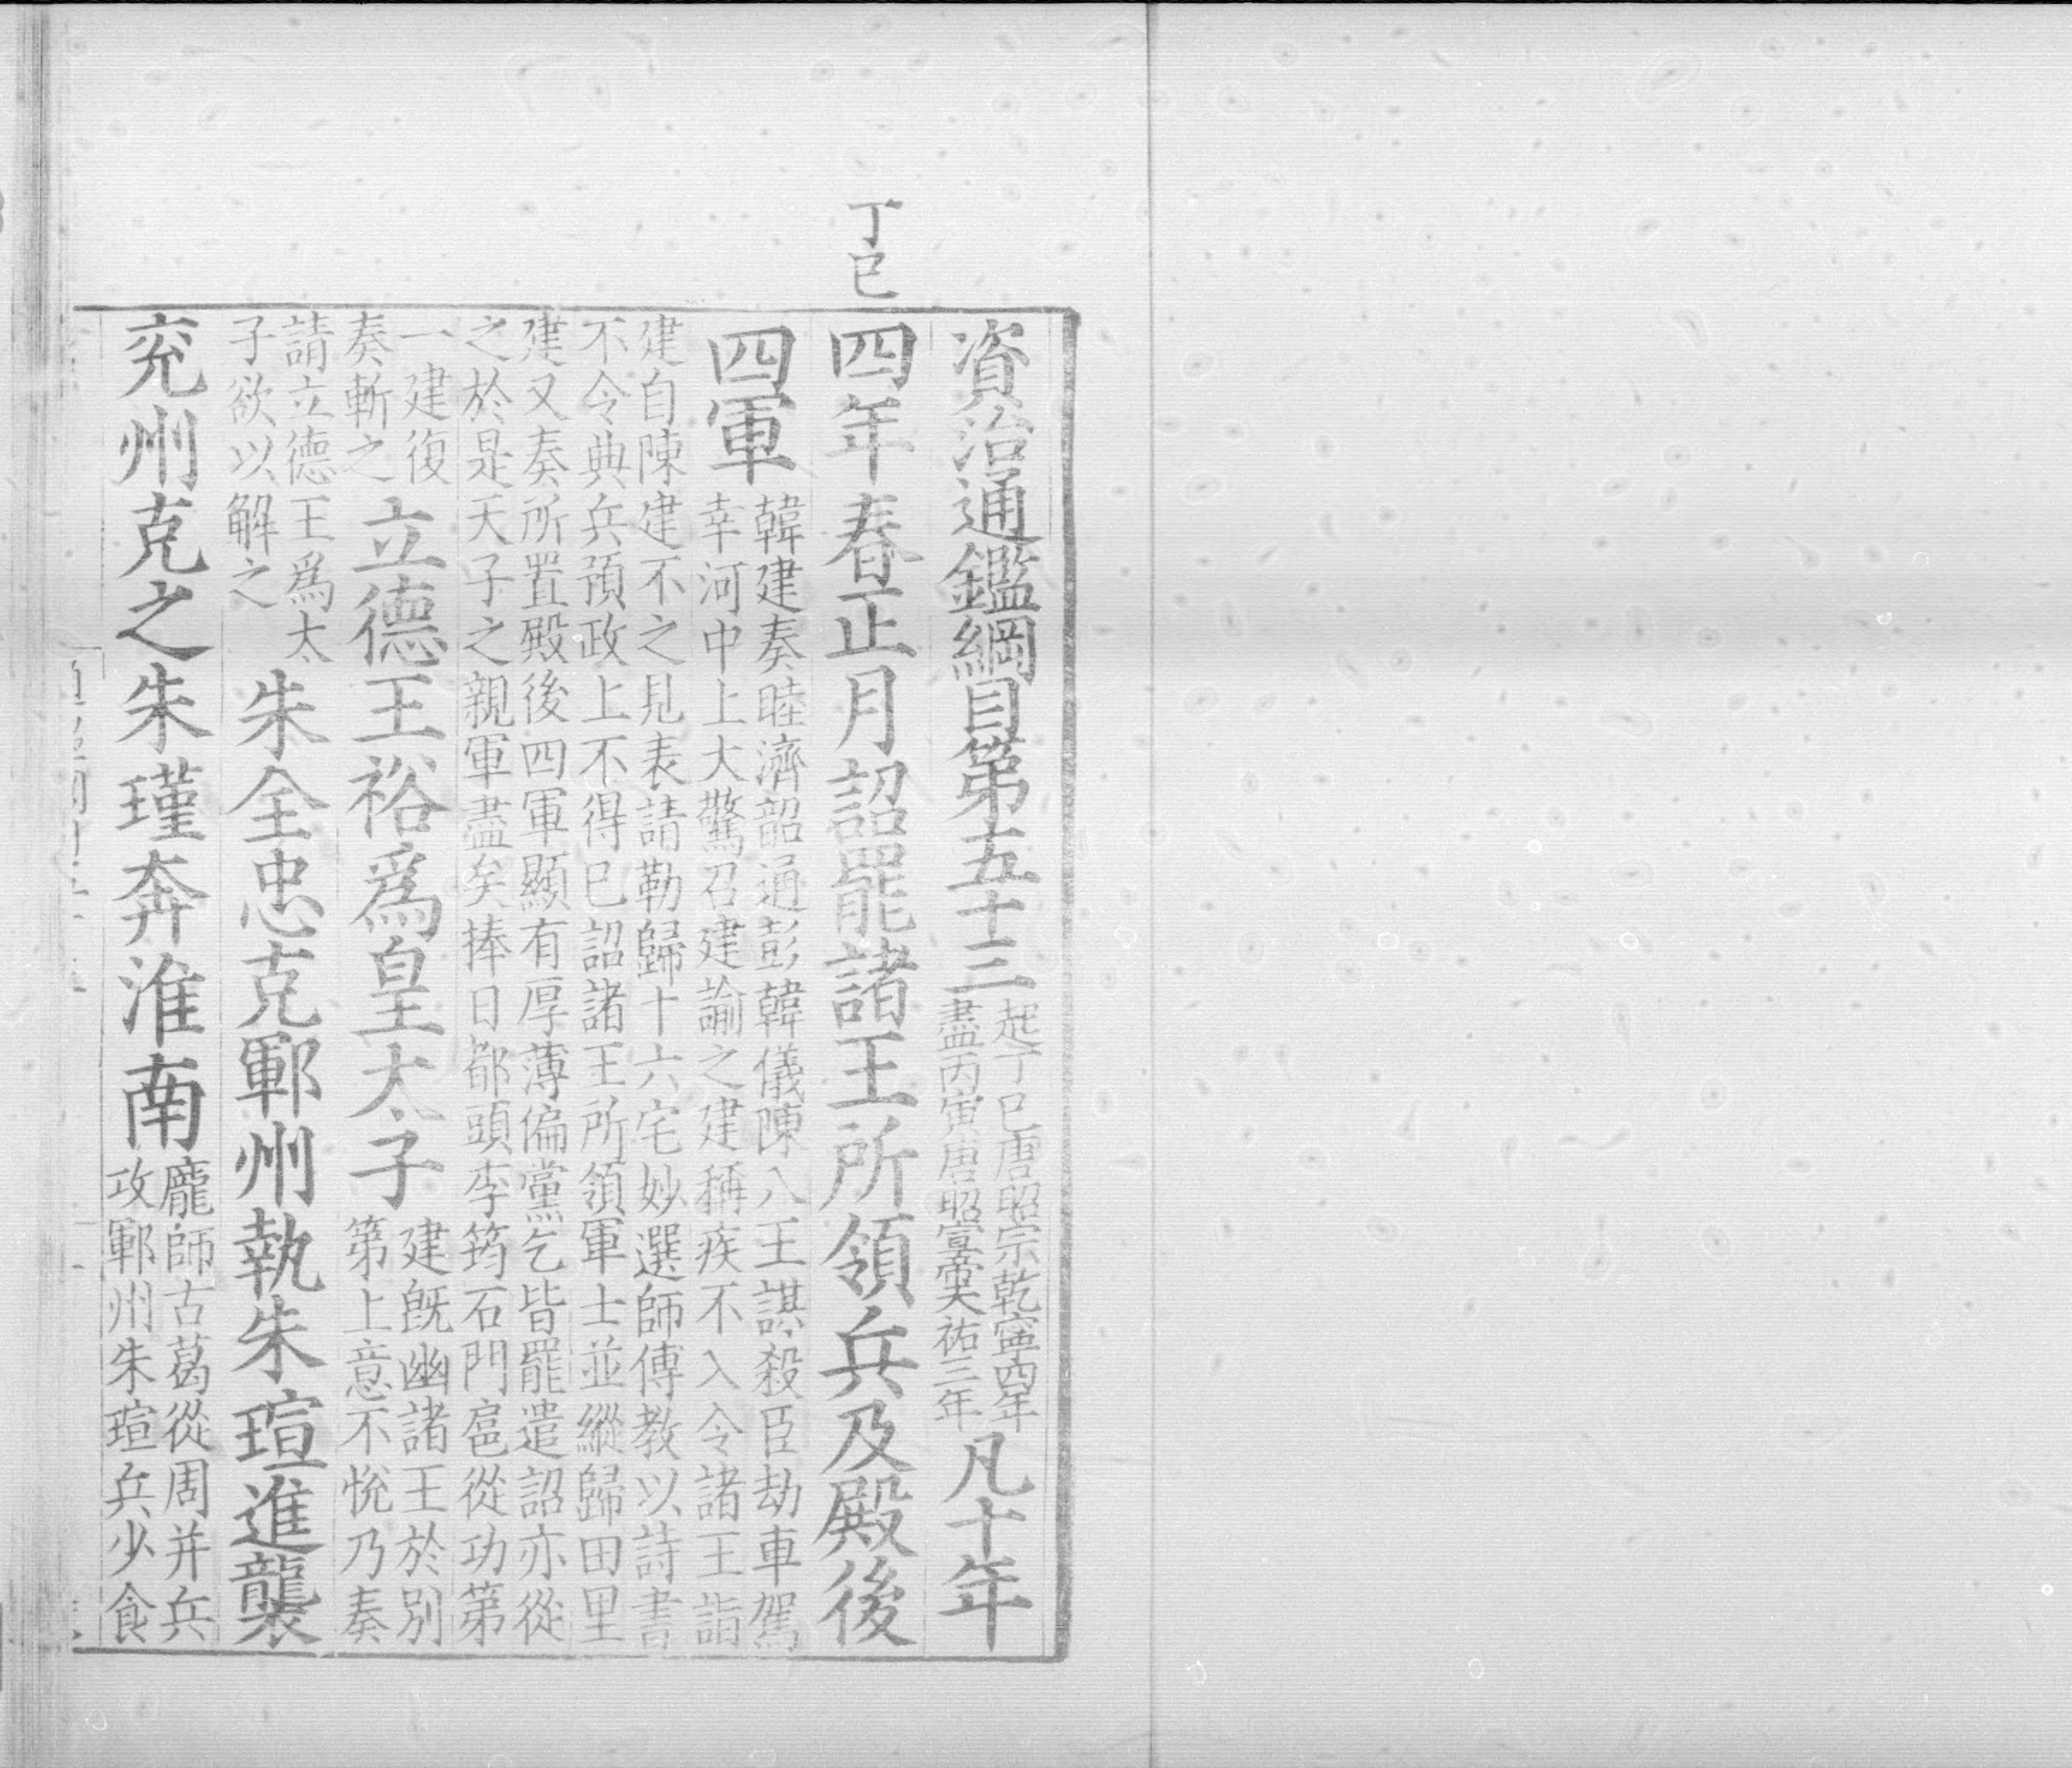 資治通鑑綱目第五十三
起丁巳唐昭宗乾寧四年
盡丙寅唐昭宣帝天祐三年
凡十年
丁巳
四年春正月詔罷諸王所領兵及殿後
四軍
韓建奏睦濟韶通彭韓儀陳八王謀殺臣劫車駕
幸河中上大驚召建諭之建稱疾不入令諸王詣
建自陳建不之見表請勒歸十六宅妙選師傅教以詩書
不令典兵預政上不得已詔諸王所領軍士並縱歸田里
建又奏所置殿後四軍顯有厚薄偏黨乞皆罷遣詔亦從
之於是天子之親軍盡矣捧日都頭李筠石門扈從功第
一建復
奏斬之
立德王裕爲皇太子
建既幽諸王於別
第上意不悅乃奏
請立德王爲太
子欲以解之
朱全忠克鄆州執朱瑄進襲
兖州克之朱瑾奔淮南
龐師古葛從周并兵
攻鄆州朱瑄兵少食